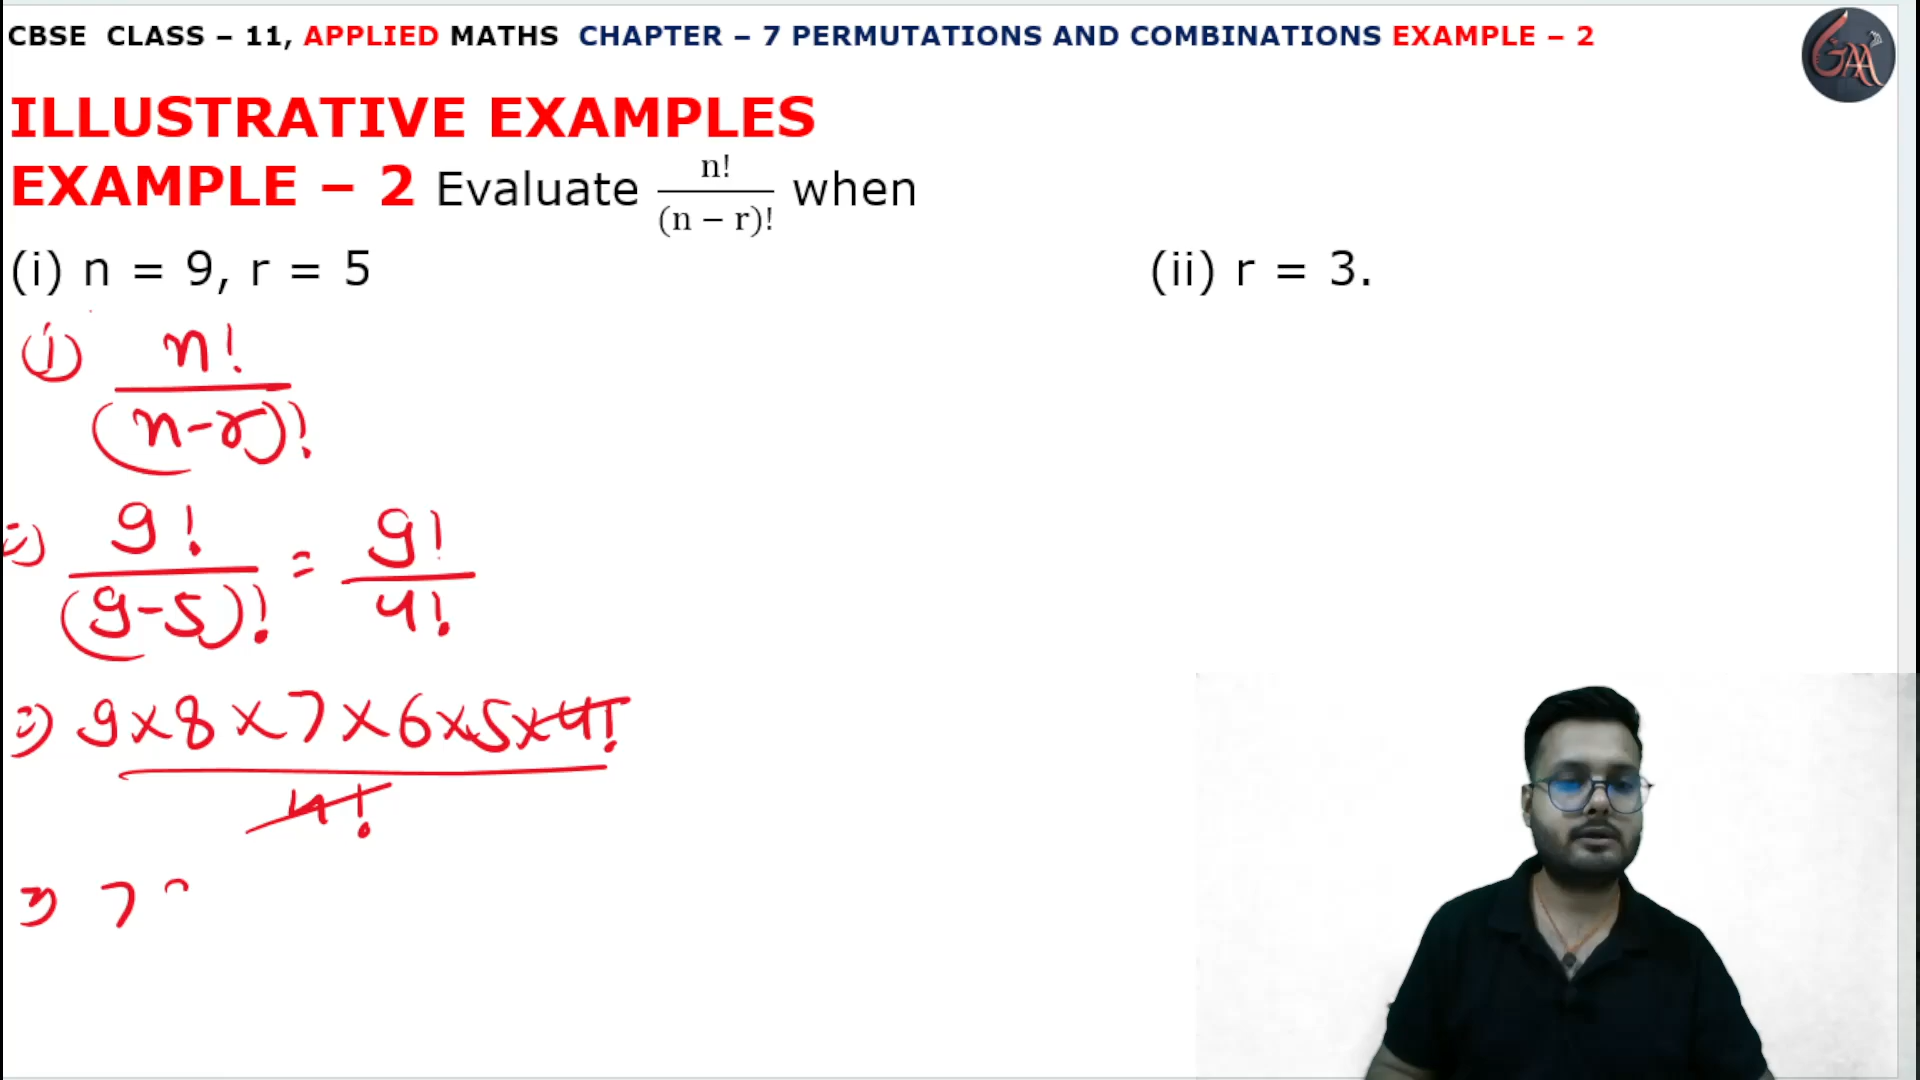 CBSE CLASS – 11, APPLIED MATHS CHAPTER – 7 PERMUTATIONS AND COMBINATIONS EXAMPLE – 2
ILLUSTRATIVE EXAMPLES
EXAMPLE – 2 Evaluate n!/(n – r)! when
(i) n = 9, r = 5 (ii) r = 3.
(i) n!/(n-r)!
9!/(9-5)! = 9!/4!
9×8×7×6×5×4!/4!
7